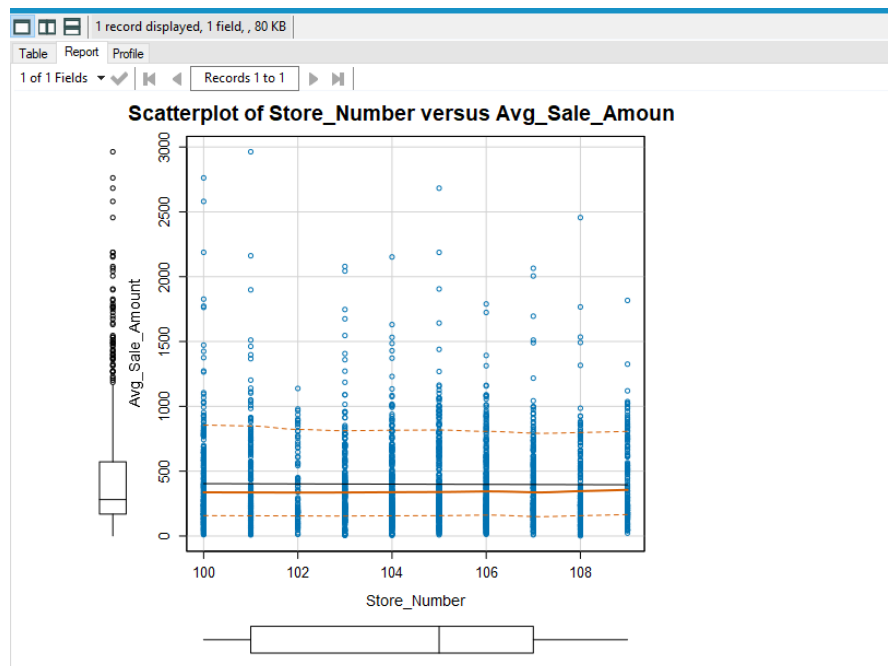 1 record displayed, 1 field, , 80 KB
Table Report Profile
1 of 1 Fields Records 1 to 1
Scatterplot of Store_Number versus Avg_Sale_Amoun
3000
2500
2000
1500
1000
500
0
Avg_Sale_Amount
100 102 104 106 108
Store_Number